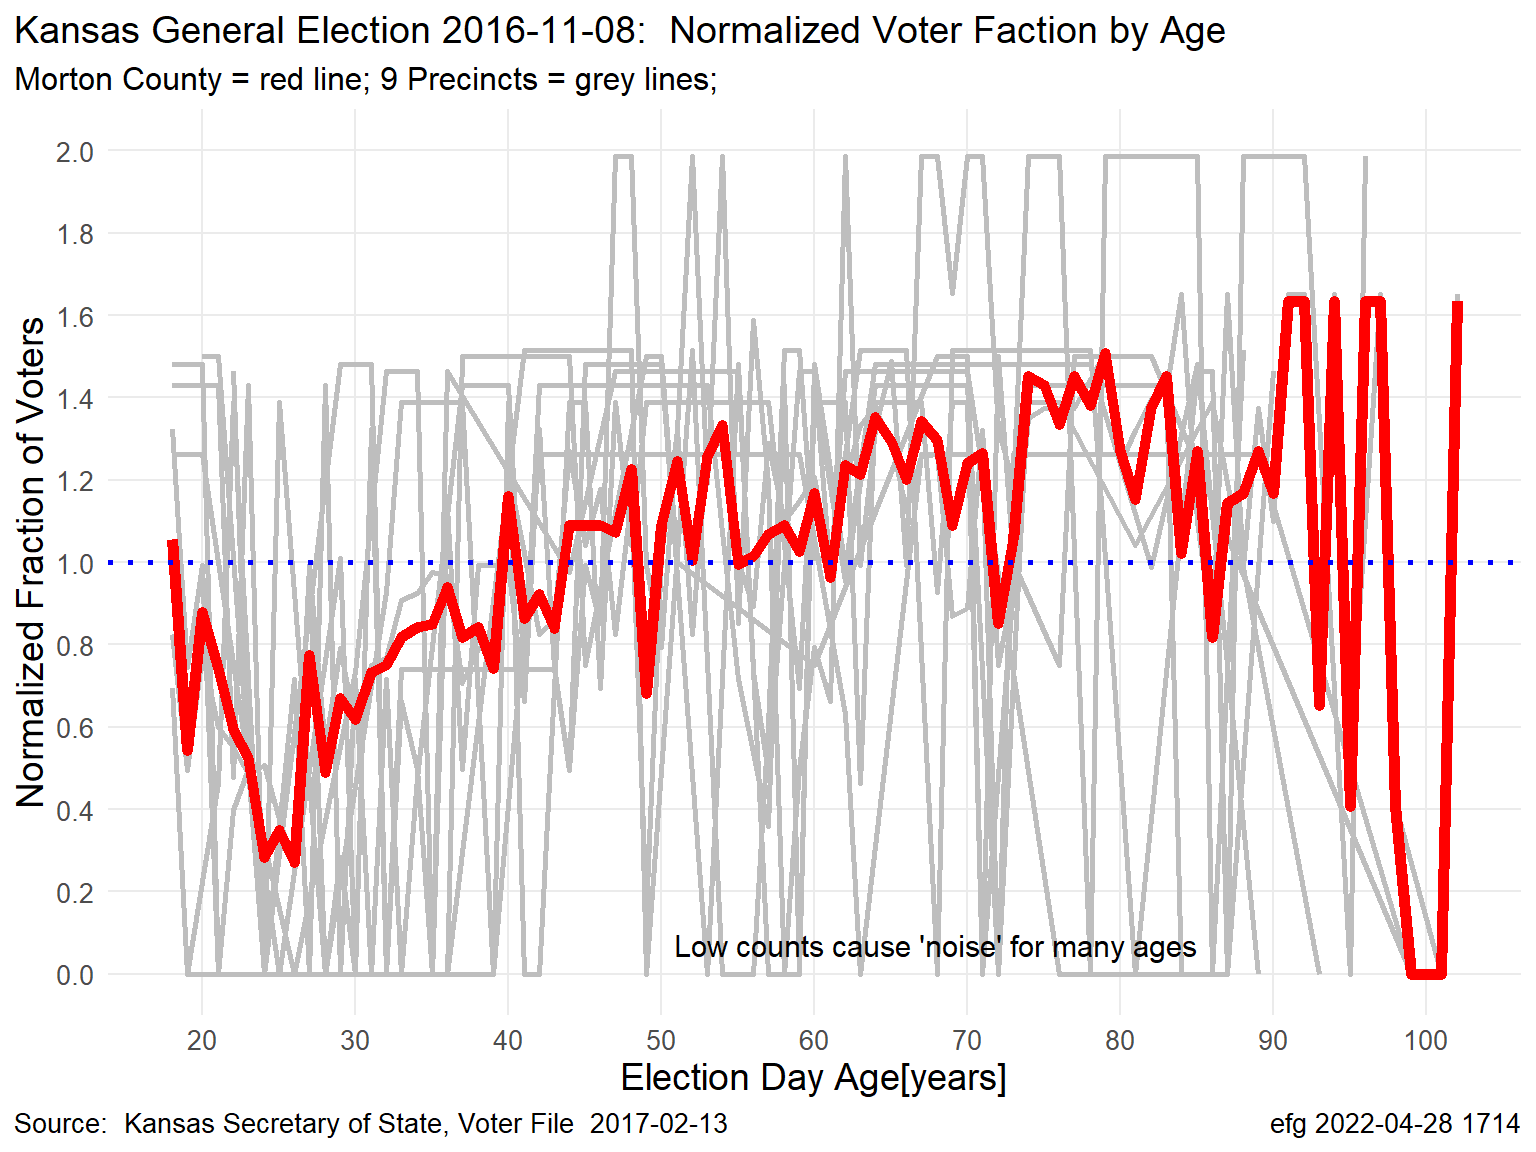 Kansas General Election 2016-11-08:  Normalized Voter Faction by Age
Morton County = red line; 9 Precincts = grey lines;
Normalized Fraction of Voters
2.0
1.8
1.6
1.4
1.2
1.0
0.8
0.6
0.4
0.2
0.0
Low counts cause 'noise' for many ages
20 30 40 50 60 70 80 90 100
Election Day Age[years]
Source:  Kansas Secretary of State, Voter File  2017-02-13
efg 2022-04-28 1714